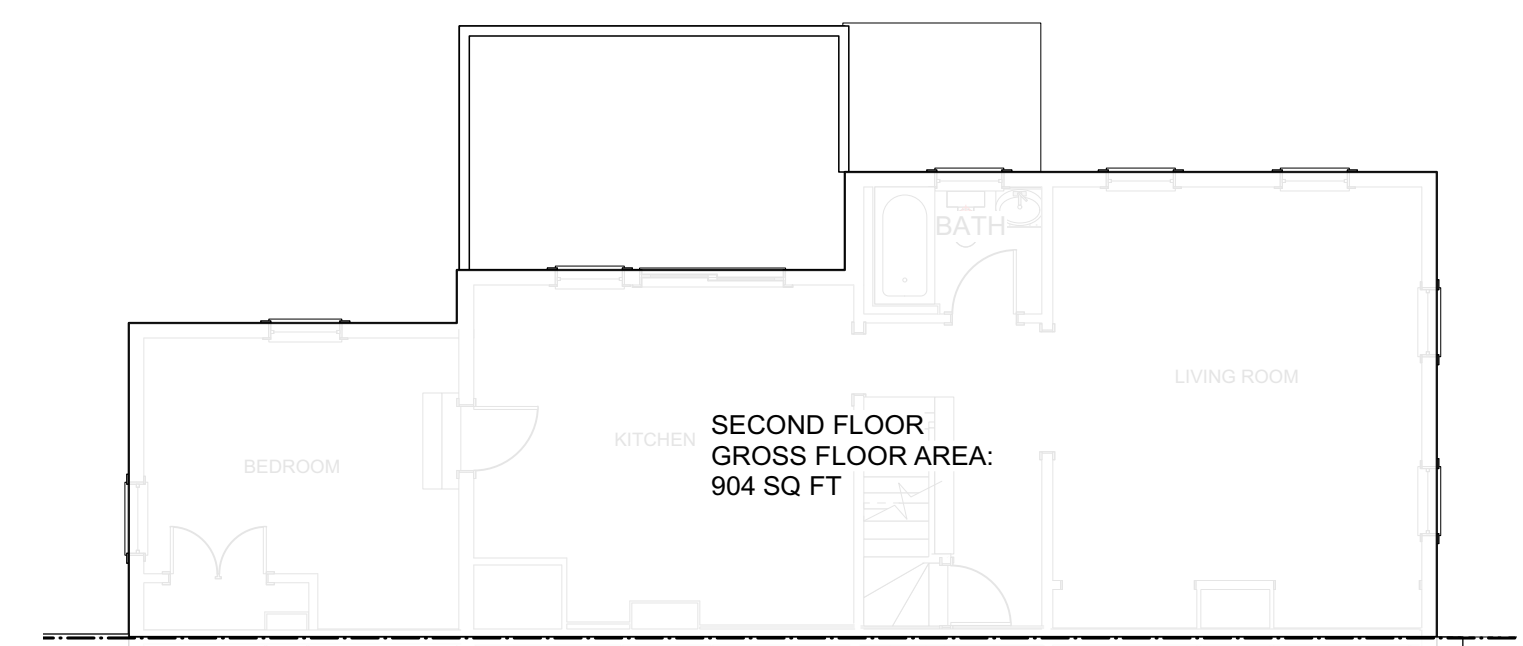 BATH
LIVING ROOM
SECOND FLOOR
GROSS FLOOR AREA:
904 SQ FT
KITCHEN
BEDROOM